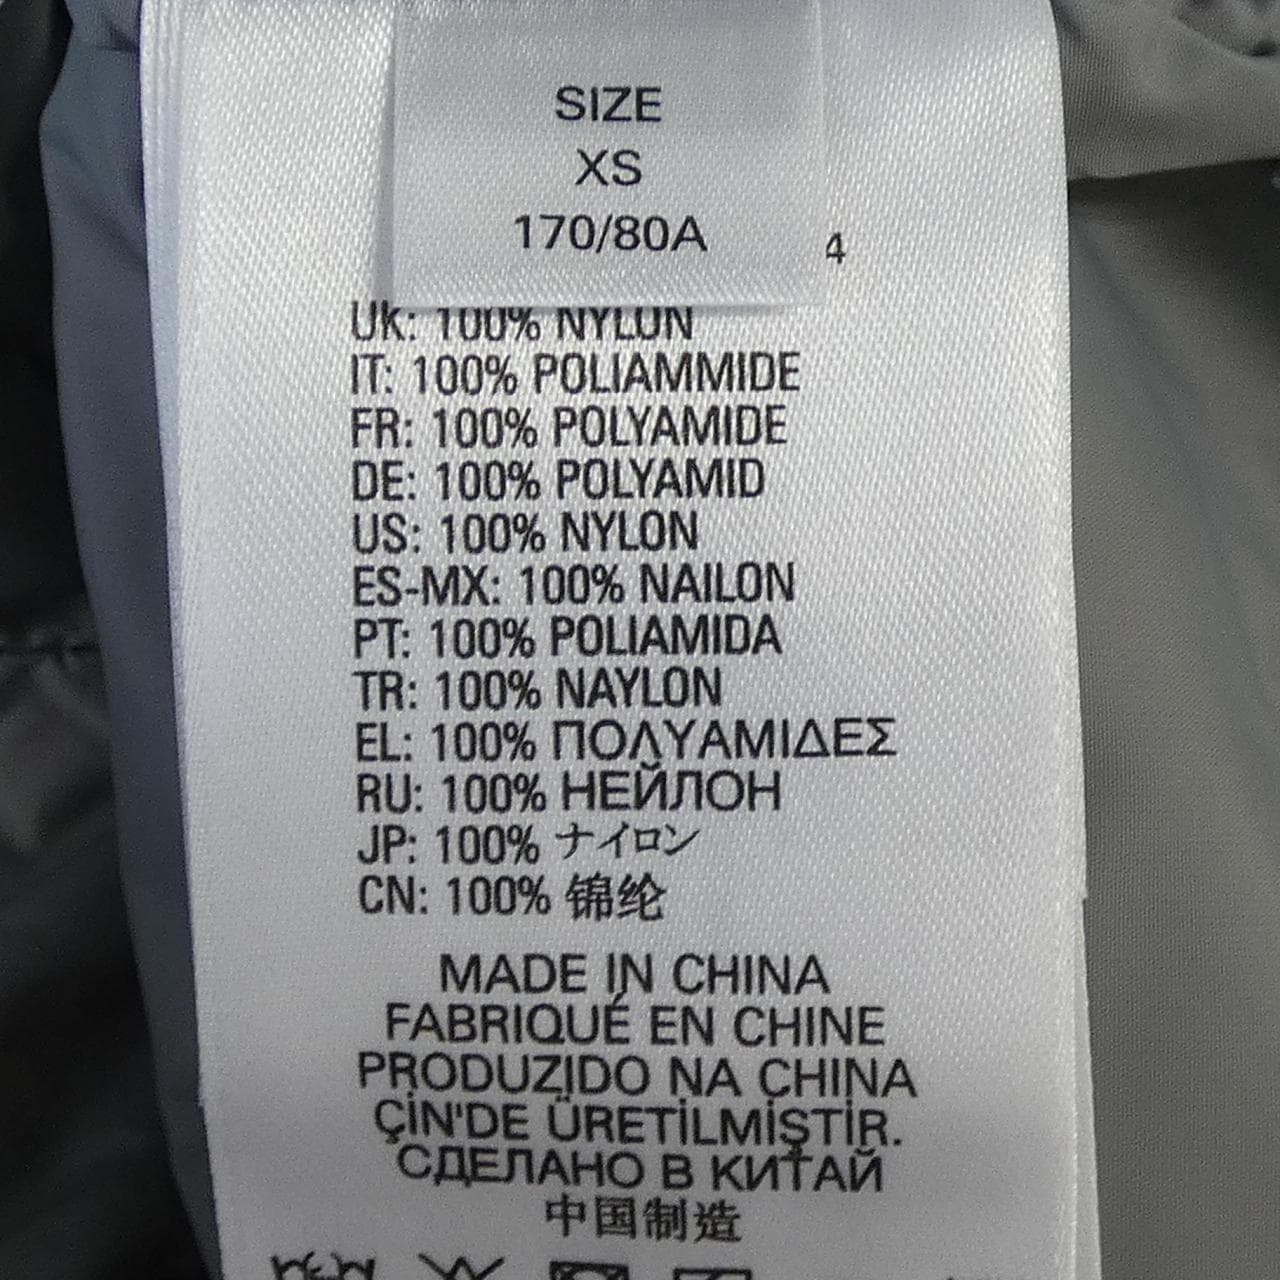 SIZE
XS
170/80A
4
UK: 100% NYLON
IT: 100% POLIAMMIDE
FR: 100% POLYAMIDE
DE: 100% POLYAMID
US: 100% NYLON
ES-MX: 100% NAILON
PT: 100% POLIAMIDA
TR: 100% NAYLON
EL: 100% ΠΟΛΥΑΜΙΔΕΣ
RU: 100% НЕЙЛОН
JP: 100% ナイロン
CN: 100% 锦纶
MADE IN CHINA
FABRIQUÉ EN CHINE
PRODUZIDO NA CHINA
ÇİN'DE ÜRETİLMİŞTİR.
СДЕЛАНО В КИТАЙ
中国制造